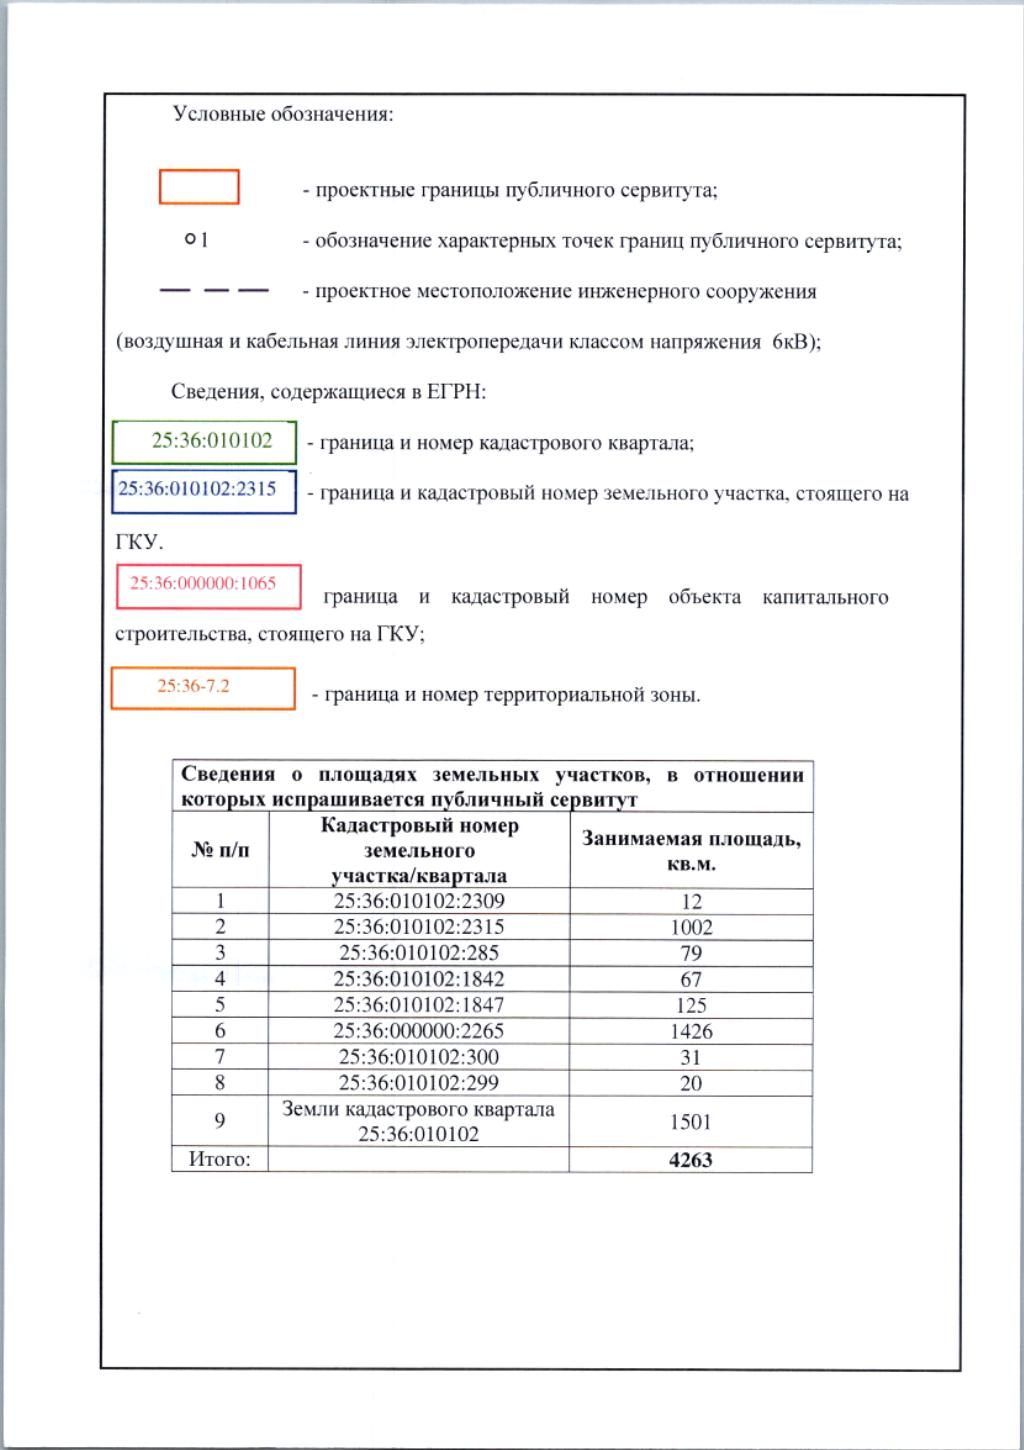 Условные обозначения:
- проектные границы публичного сервитута;
1 - обозначение характерных точек границ публичного сервитута;
- проектное местоположение инженерного сооружения
(воздушная и кабельная линия электропередачи классом напряжения 6кВ);
Сведения, содержащиеся в ЕГРН:
25:36:010102 - граница и номер кадастрового квартала;
25:36:010102:2315 - граница и кадастровый номер земельного участка, стоящего на
ГКУ.
25:36:000000:1065 граница и кадастровый номер объекта капитального
строительства, стоящего на ГКУ;
25:36-7.2 - граница и номер территориальной зоны.
Сведения о площадях земельных участков, в отношении
которых испрашивается публичный сервитут
№ п/п
Кадастровый номер
земельного
участка/квартала
Занимаемая площадь,
кв.м.
1 25:36:010102:2309 12
2 25:36:010102:2315 1002
3 25:36:010102:285 79
4 25:36:010102:1842 67
5 25:36:010102:1847 125
6 25:36:000000:2265 1426
7 25:36:010102:300 31
8 25:36:010102:299 20
9 Земли кадастрового квартала
25:36:010102 1501
Итого: 4263